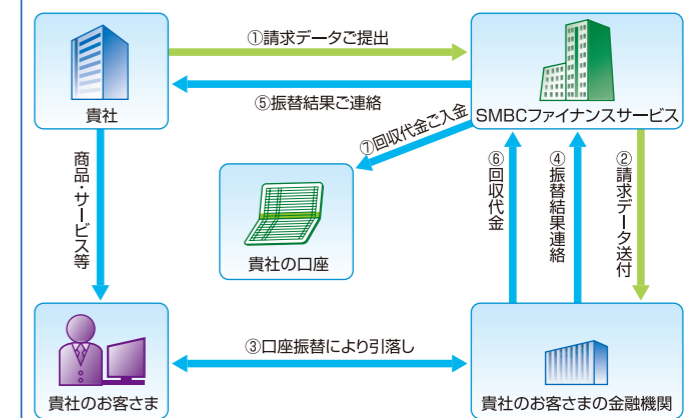 ①請求データご提出
⑤振替結果ご連絡
貴社
SMBCファイナンスサービス
⑦回収代金ご入金
商品・サービス等
貴社の口座
⑥回収代金
④振替結果連絡
②請求データ送付
③口座振替により引落し
貴社のお客さま
貴社のお客さまの金融機関